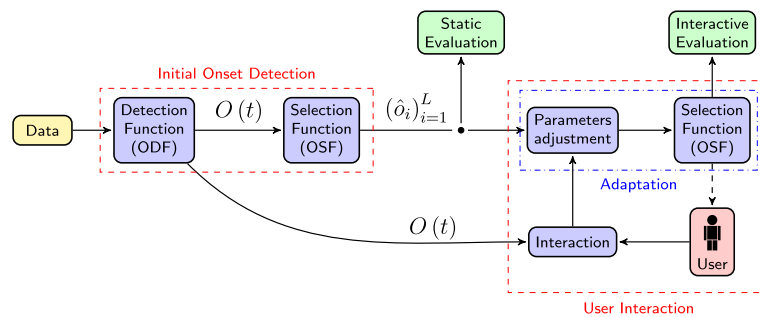 Static
Evaluation
Interactive
Evaluation
Initial Onset Detection
Data
Detection
Function
(ODF)
O (t)
Selection
Function
(OSF)
(ô_i)_{i=1}^{L}
Parameters
adjustment
Selection
Function
(OSF)
Adaptation
O (t)
Interaction
User
User Interaction